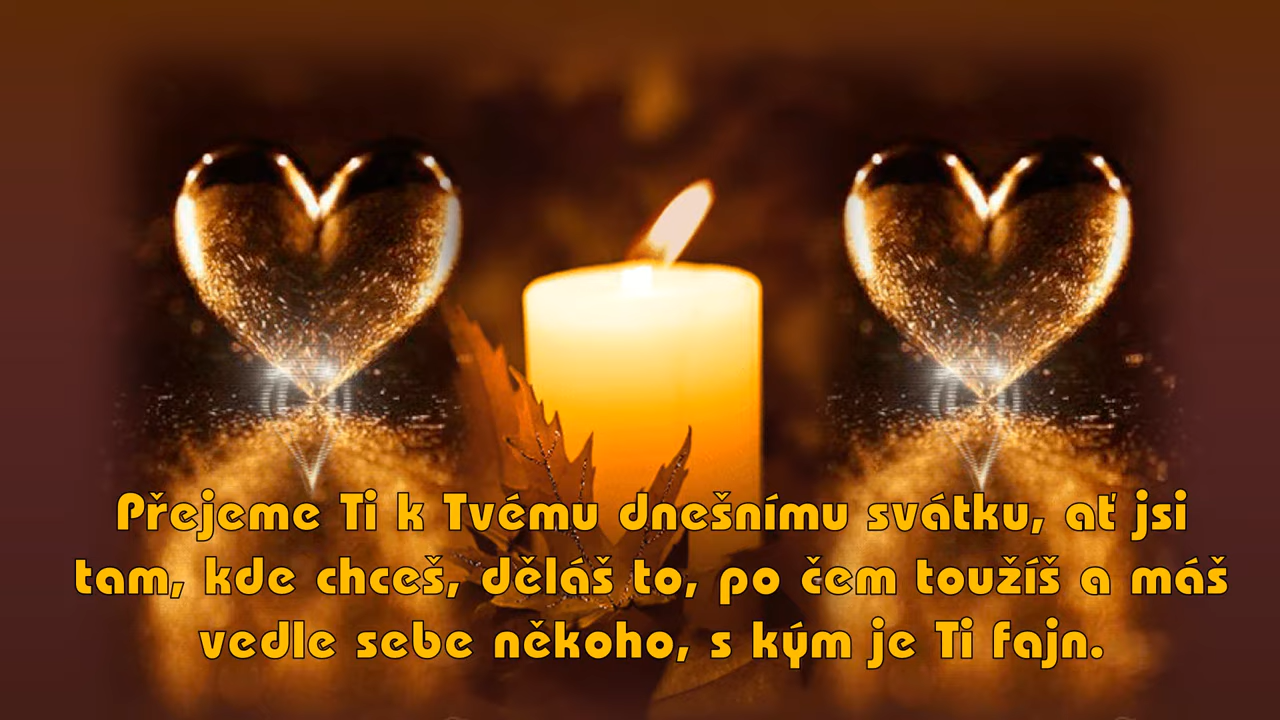 Přejeme Ti k Tvému dnešnímu svátku, ať jsi
tam, kde chceš, děláš to, po čem toužíš a máš
vedle sebe někoho, s kým je Ti fajn.